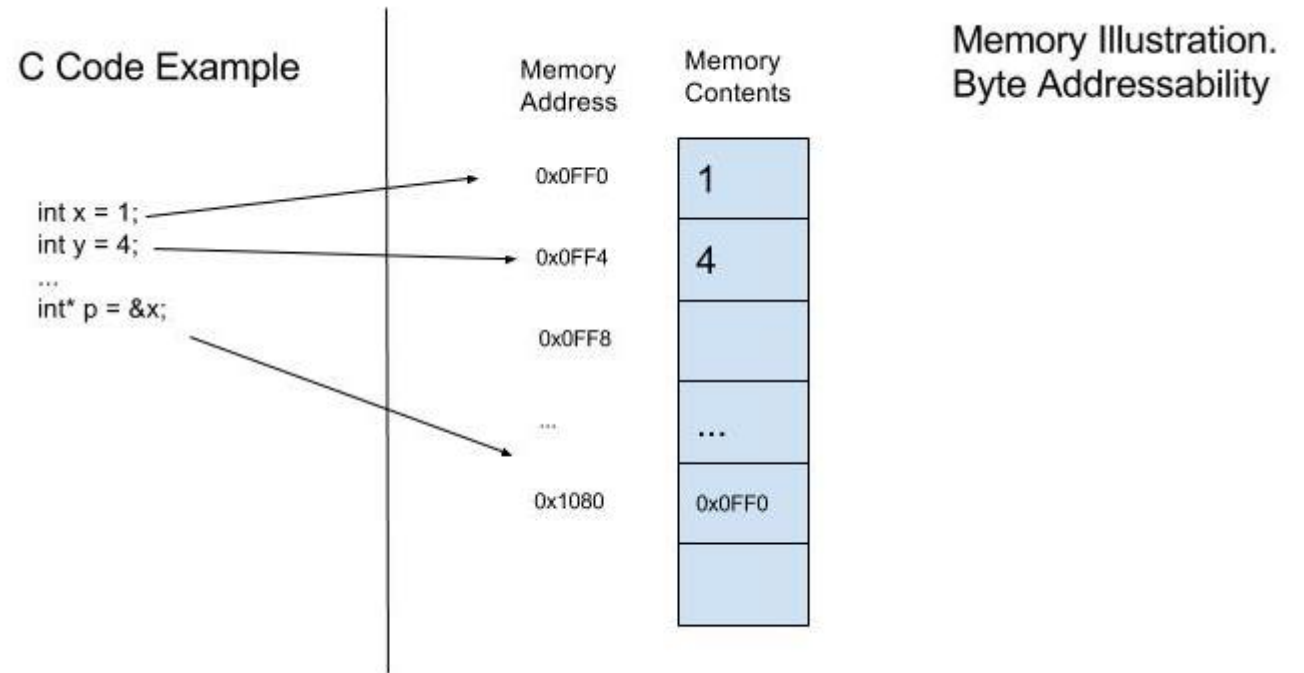 C Code Example
int x = 1;
int y = 4;
...
int* p = &x;
Memory
Address
0x0FF0
0x0FF4
0x0FF8
...
0x1080
Memory
Contents
1
4
...
0x0FF0
Memory Illustration.
Byte Addressability